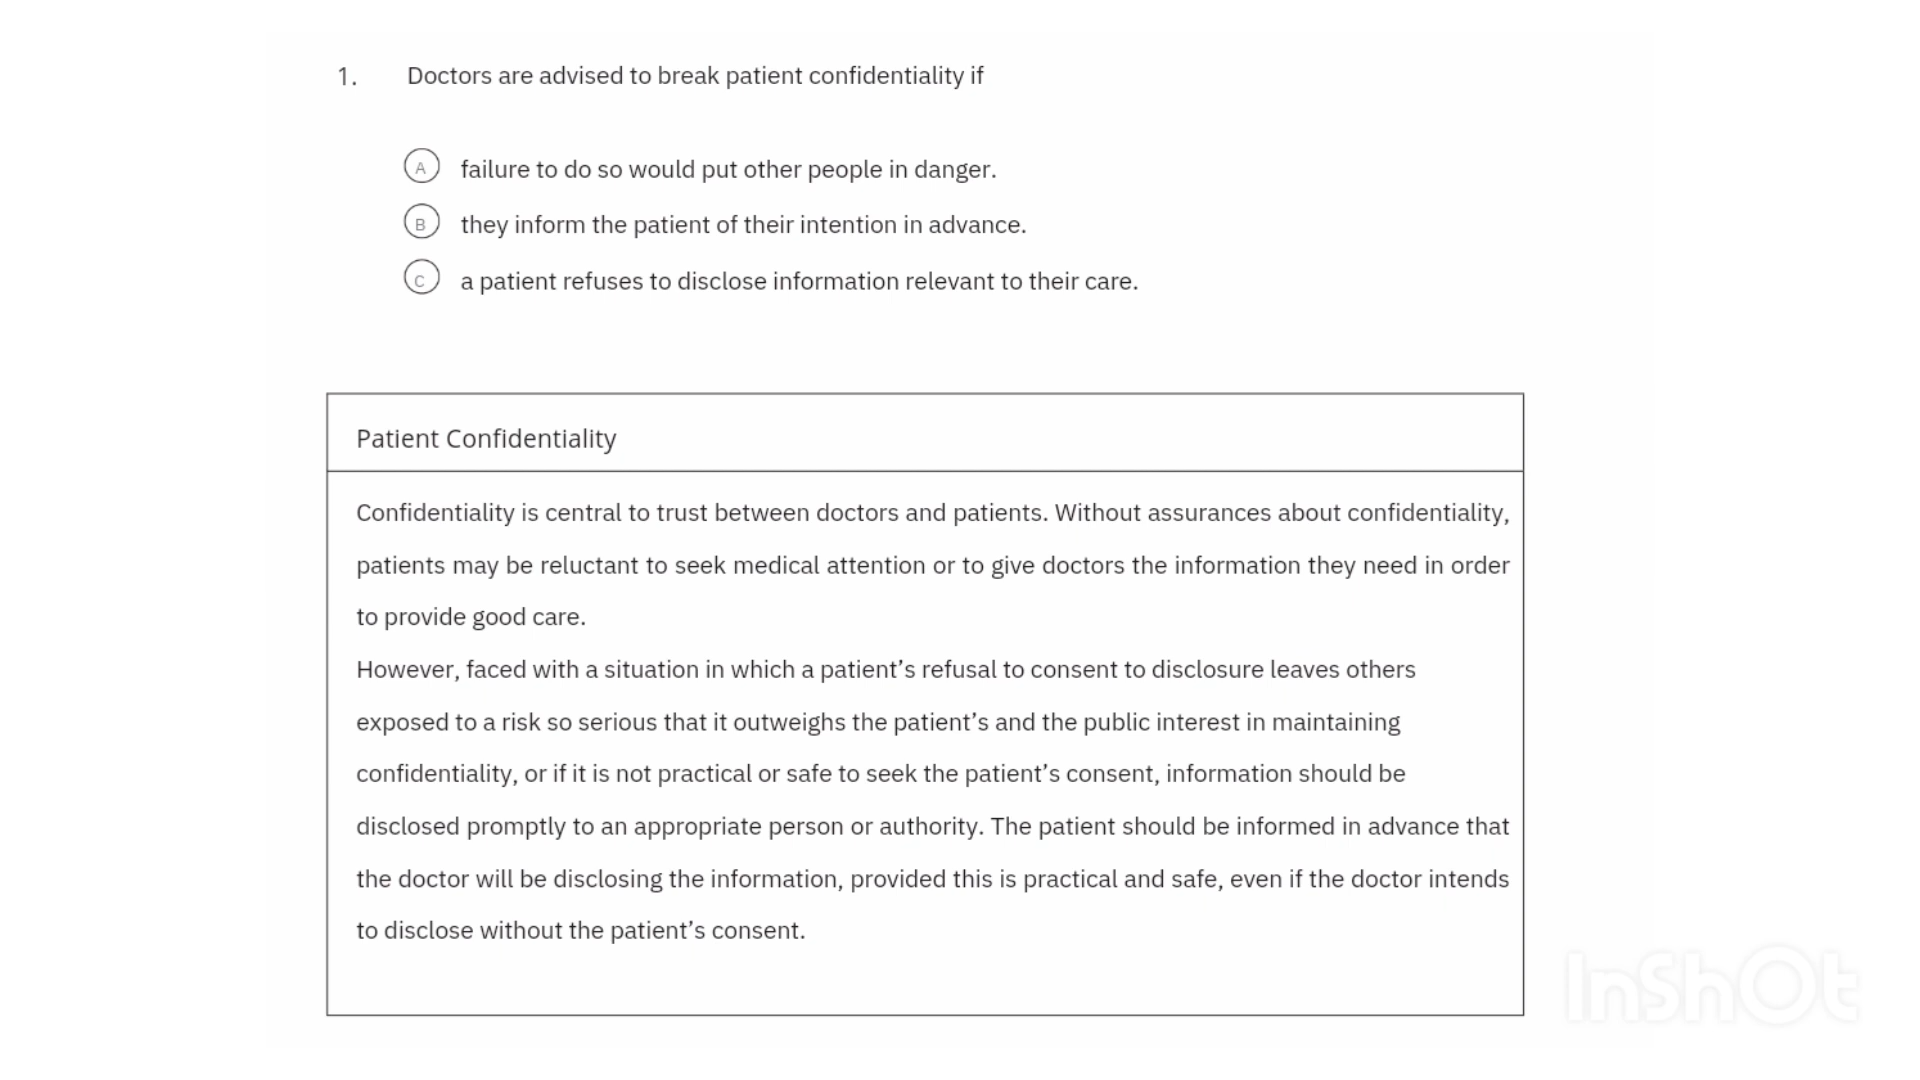 1. Doctors are advised to break patient confidentiality if
A failure to do so would put other people in danger.
B they inform the patient of their intention in advance.
C a patient refuses to disclose information relevant to their care.
Patient Confidentiality
Confidentiality is central to trust between doctors and patients. Without assurances about confidentiality,
patients may be reluctant to seek medical attention or to give doctors the information they need in order
to provide good care.
However, faced with a situation in which a patient’s refusal to consent to disclosure leaves others
exposed to a risk so serious that it outweighs the patient’s and the public interest in maintaining
confidentiality, or if it is not practical or safe to seek the patient’s consent, information should be
disclosed promptly to an appropriate person or authority. The patient should be informed in advance that
the doctor will be disclosing the information, provided this is practical and safe, even if the doctor intends
to disclose without the patient’s consent.
InShOt